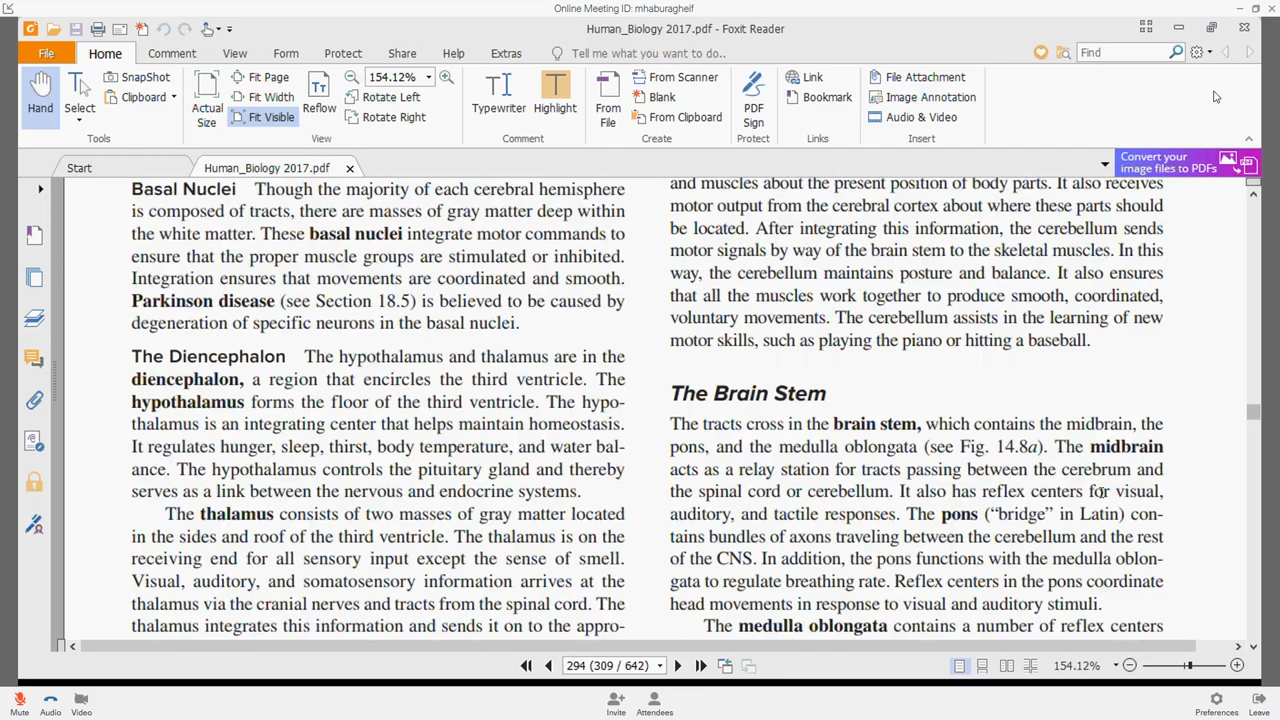 Online Meeting ID: mhaburagheif
Human_Biology 2017.pdf - Foxit Reader
File Home Comment View Form Protect Share Help Extras Tell me what you want to do.. Find
Hand
Select
SnapShot
Clipboard
Tools
Actual Size
Fit Page
Fit Width
Fit Visible
Reflow
154.12%
Rotate Left
Rotate Right
View
Typewriter
Highlight
Comment
From File
From Scanner
Blank
From Clipboard
Create
PDF Sign
Protect
Link
Bookmark
Links
File Attachment
Image Annotation
Audio & Video
Insert
Start
Human_Biology 2017.pdf
Convert your
image files to PDFs
Basal Nuclei Though the majority of each cerebral hemisphere
is composed of tracts, there are masses of gray matter deep within
the white matter. These basal nuclei integrate motor commands to
ensure that the proper muscle groups are stimulated or inhibited.
Integration ensures that movements are coordinated and smooth.
Parkinson disease (see Section 18.5) is believed to be caused by
degeneration of specific neurons in the basal nuclei.
The Diencephalon The hypothalamus and thalamus are in the
diencephalon, a region that encircles the third ventricle. The
hypothalamus forms the floor of the third ventricle. The hypo-
thalamus is an integrating center that helps maintain homeostasis.
It regulates hunger, sleep, thirst, body temperature, and water bal-
ance. The hypothalamus controls the pituitary gland and thereby
serves as a link between the nervous and endocrine systems.
The thalamus consists of two masses of gray matter located
in the sides and roof of the third ventricle. The thalamus is on the
receiving end for all sensory input except the sense of smell.
Visual, auditory, and somatosensory information arrives at the
thalamus via the cranial nerves and tracts from the spinal cord. The
thalamus integrates this information and sends it on to the appro-
and muscles about the present position of body parts. It also receives
motor output from the cerebral cortex about where these parts should
be located. After integrating this information, the cerebellum sends
motor signals by way of the brain stem to the skeletal muscles. In this
way, the cerebellum maintains posture and balance. It also ensures
that all the muscles work together to produce smooth, coordinated,
voluntary movements. The cerebellum assists in the learning of new
motor skills, such as playing the piano or hitting a baseball.
The Brain Stem
The tracts cross in the brain stem, which contains the midbrain, the
pons, and the medulla oblongata (see Fig. 14.8a). The midbrain
acts as a relay station for tracts passing between the cerebrum and
the spinal cord or cerebellum. It also has reflex centers for visual,
auditory, and tactile responses. The pons (“bridge” in Latin) con-
tains bundles of axons traveling between the cerebellum and the rest
of the CNS. In addition, the pons functions with the medulla oblon-
gata to regulate breathing rate. Reflex centers in the pons coordinate
head movements in response to visual and auditory stimuli.
The medulla oblongata contains a number of reflex centers
294 (309 / 642)
154.12%
Mute Audio Video Invite Attendees Preferences Leave